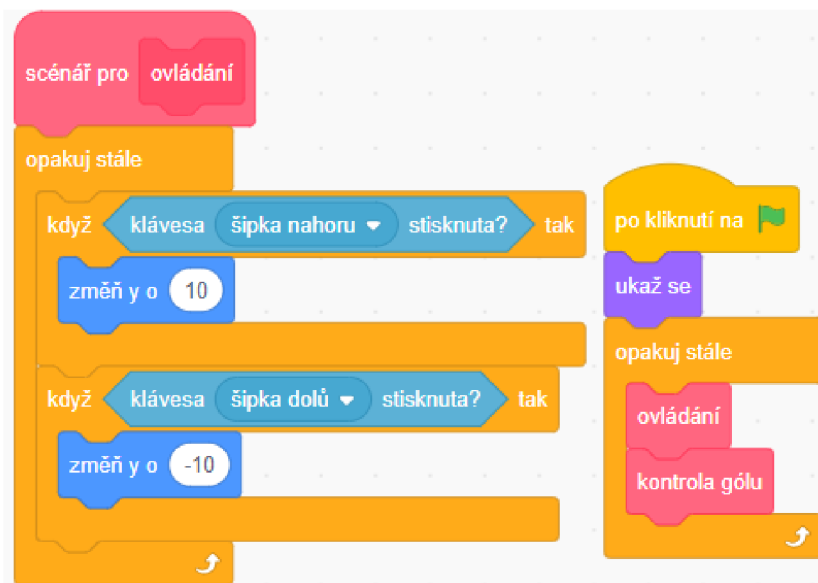 scénář pro ovládání
opakuj stále
když klávesa šipka nahoru stisknuta? tak
změň y o 10
když klávesa šipka dolů stisknuta? tak
změň y o -10
po kliknutí na
ukaž se
opakuj stále
ovládání
kontrola gólu